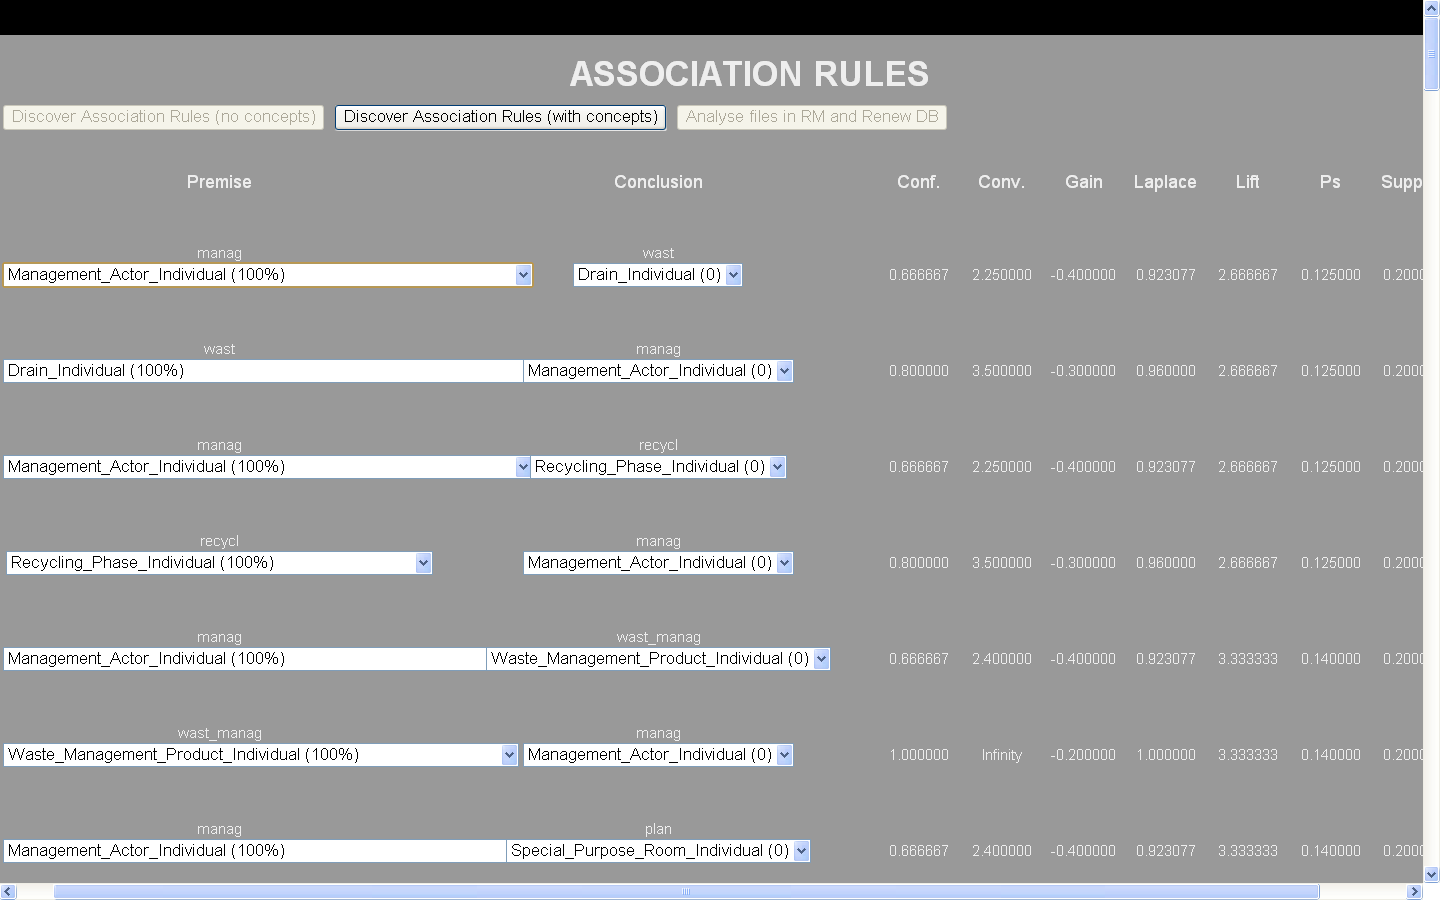 ASSOCIATION RULES
Discover Association Rules (no concepts) Discover Association Rules (with concepts) Analyse files in RM and Renew DB
Premise Conclusion Conf. Conv. Gain Laplace Lift Ps Supp
manag wast
Management_Actor_Individual (100%) Drain_Individual (0) 0.666667 2.250000 -0.400000 0.923077 2.666667 0.125000 0.2000
wast manag
Drain_Individual (100%) Management_Actor_Individual (0) 0.800000 3.500000 -0.300000 0.960000 2.666667 0.125000 0.2000
manag recycl
Management_Actor_Individual (100%) Recycling_Phase_Individual (0) 0.666667 2.250000 -0.400000 0.923077 2.666667 0.125000 0.2000
recycl manag
Recycling_Phase_Individual (100%) Management_Actor_Individual (0) 0.800000 3.500000 -0.300000 0.960000 2.666667 0.125000 0.2000
manag wast_manag
Management_Actor_Individual (100%) Waste_Management_Product_Individual (0) 0.666667 2.400000 -0.400000 0.923077 3.333333 0.140000 0.2000
wast_manag manag
Waste_Management_Product_Individual (100%) Management_Actor_Individual (0) 1.000000 Infinity -0.200000 1.000000 3.333333 0.140000 0.2000
manag plan
Management_Actor_Individual (100%) Special_Purpose_Room_Individual (0) 0.666667 2.400000 -0.400000 0.923077 3.333333 0.140000 0.2000